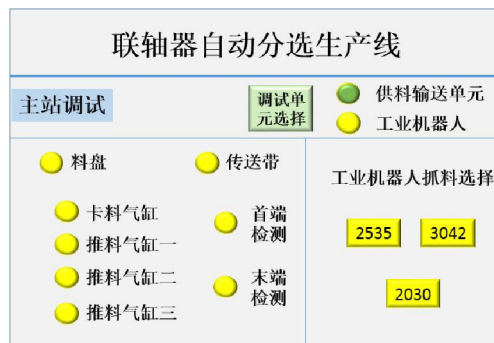 联轴器自动分选生产线
主站调试
调试单
元选择
供料输送单元
工业机器人
料盘
传送带
工业机器人抓料选择
卡料气缸
推料气缸一
推料气缸二
推料气缸三
首端
检测
末端
检测
2535
3042
2030